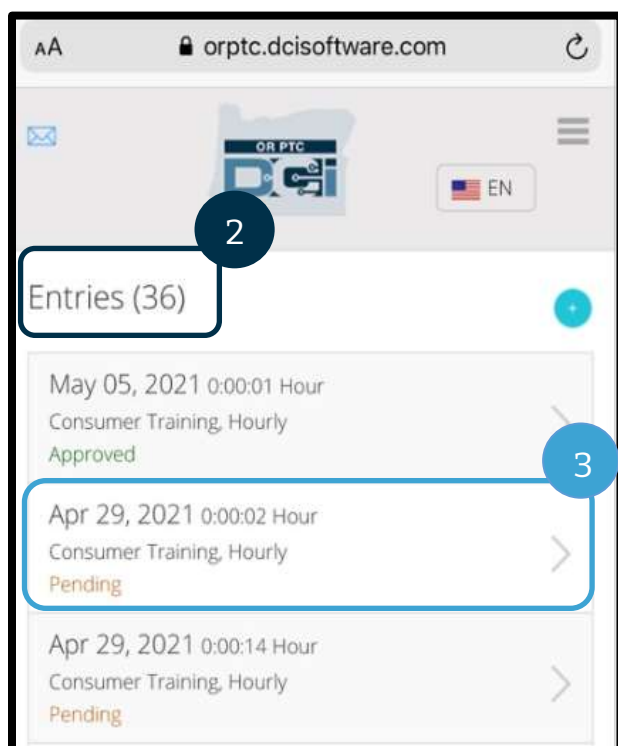 AA orptc.dcisoftware.com
OR PTC
DCI
EN
2
Entries (36)
+
May 05, 2021 0:00:01 Hour
Consumer Training, Hourly
Approved
3
Apr 29, 2021 0:00:02 Hour
Consumer Training, Hourly
Pending
Apr 29, 2021 0:00:14 Hour
Consumer Training, Hourly
Pending